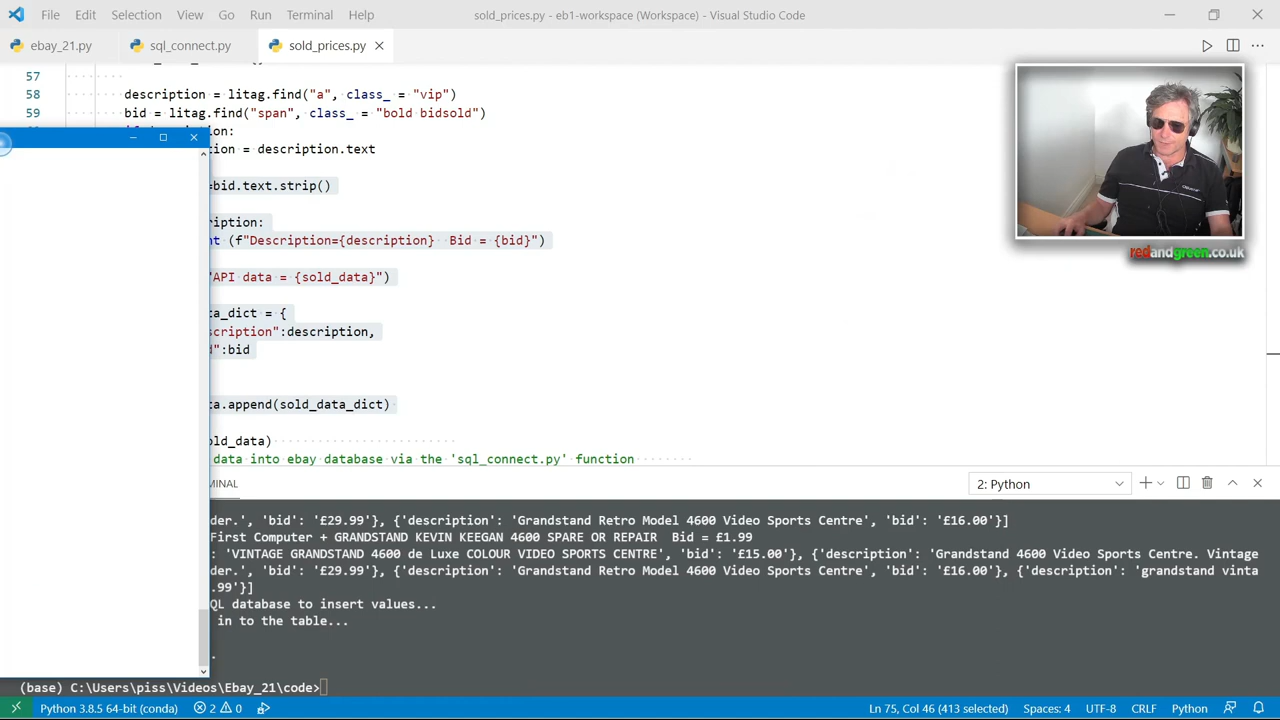 File Edit Selection View Go Run Terminal Help
sold_prices.py - eb1-workspace (Workspace) - Visual Studio Code
ebay_21.py sql_connect.py sold_prices.py
57
58 description = litag.find("a", class_ = "vip")
59 bid = litag.find("span", class_ = "bold bidsold")
ion = description.text
=bid.text.strip()
ription:
nt (f"Description={description} Bid = {bid}")
"API data = {sold_data}")
ta_dict = {
scription":description,
d":bid
ta.append(sold_data_dict)
old_data)
data into ebay database via the 'sql_connect.py' function
redandgreen.co.uk
MINAL
2: Python
der.', 'bid': '£29.99'}, {'description': 'Grandstand Retro Model 4600 Video Sports Centre', 'bid': '£16.00'}]
First Computer + GRANDSTAND KEVIN KEEGAN 4600 SPARE OR REPAIR Bid = £1.99
: 'VINTAGE GRANDSTAND 4600 de Luxe COLOUR VIDEO SPORTS CENTRE', 'bid': '£15.00'}, {'description': 'Grandstand 4600 Video Sports Centre. Vintage
der.', 'bid': '£29.99'}, {'description': 'Grandstand Retro Model 4600 Video Sports Centre', 'bid': '£16.00'}, {'description': 'grandstand vinta
.99'}]
QL database to insert values...
in to the table...
.
(base) C:\Users\piss\Videos\Ebay_21\code>
Python 3.8.5 64-bit (conda) 2 0
Ln 75, Col 46 (413 selected) Spaces: 4 UTF-8 CRLF Python